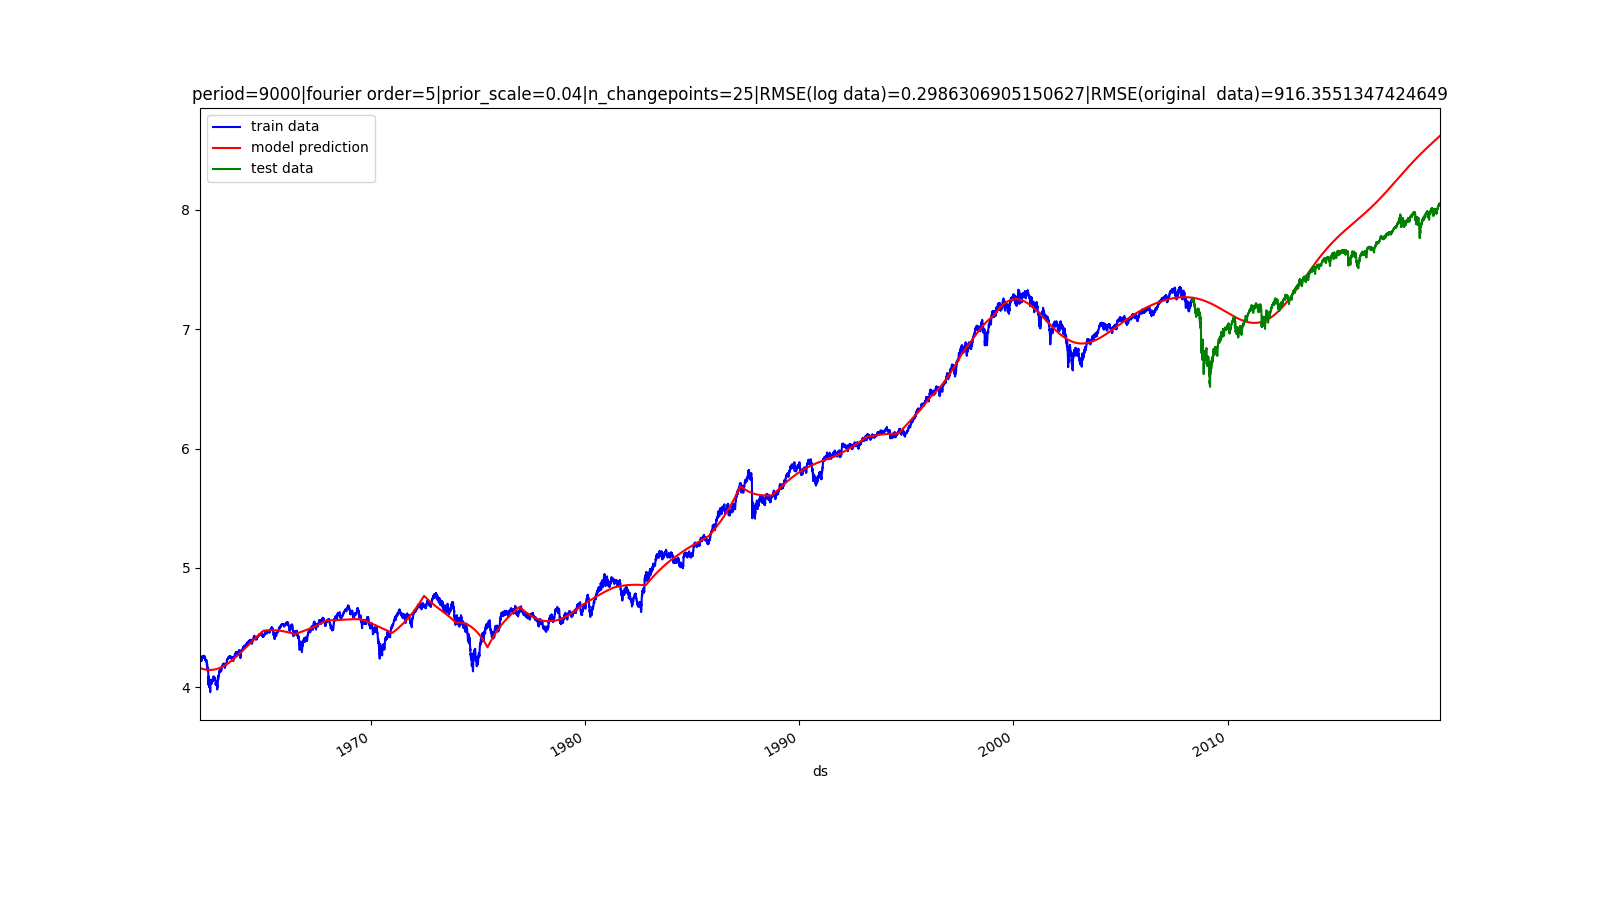 period=9000|fourier order=5|prior_scale=0.04|n_changepoints=25|RMSE(log data)=0.2986306905150627|RMSE(original  data)=916.3551347424649
train data
model prediction
test data
8
7
6
5
4
1970
1980
1990
2000
2010
ds